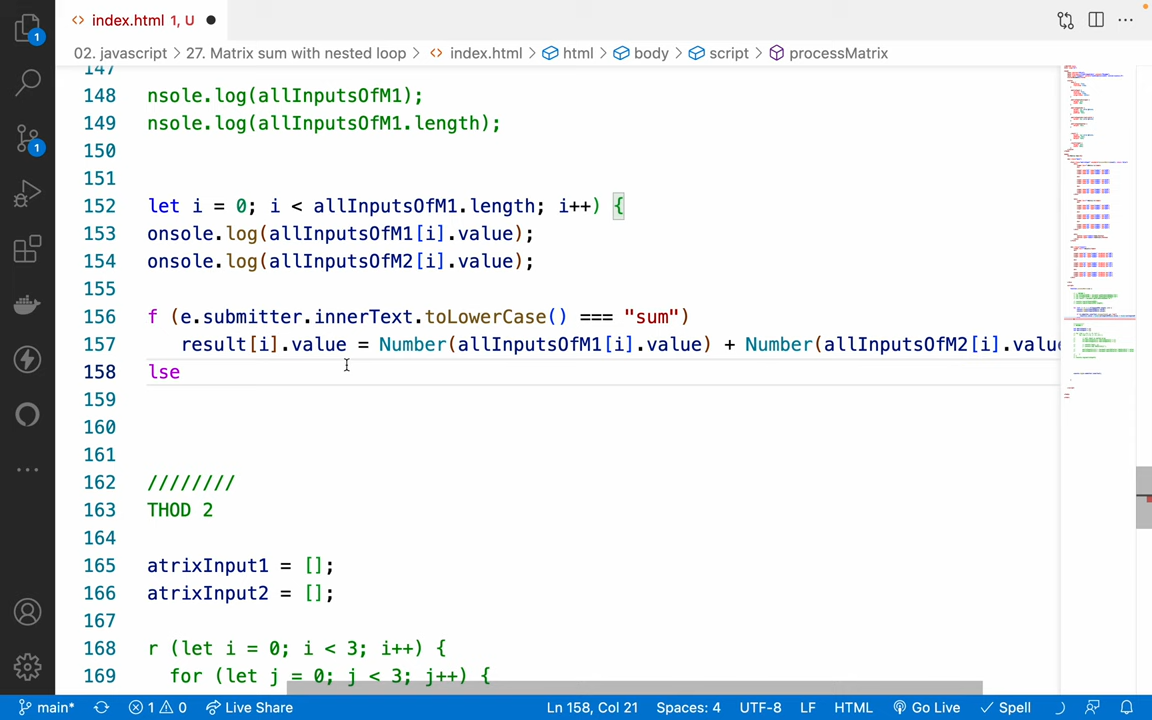 index.html 1, U
02. javascript > 27. Matrix sum with nested loop > index.html > html > body > script > processMatrix
147
148 nsole.log(allInputsOfM1);
149 nsole.log(allInputsOfM1.length);
150
151
152 let i = 0; i < allInputsOfM1.length; i++) {
153 onsole.log(allInputsOfM1[i].value);
154 onsole.log(allInputsOfM2[i].value);
155
156 f (e.submitter.innerText.toLowerCase() === "sum")
157 result[i].value = Number(allInputsOfM1[i].value) + Number(allInputsOfM2[i].value
158 lse
159
160
161
162 ////////
163 THOD 2
164
165 atrixInput1 = [];
166 atrixInput2 = [];
167
168 r (let i = 0; i < 3; i++) {
169 for (let j = 0; j < 3; j++) {
1
1
main* 1 0 Live Share Ln 158, Col 21 Spaces: 4 UTF-8 LF HTML Go Live Spell